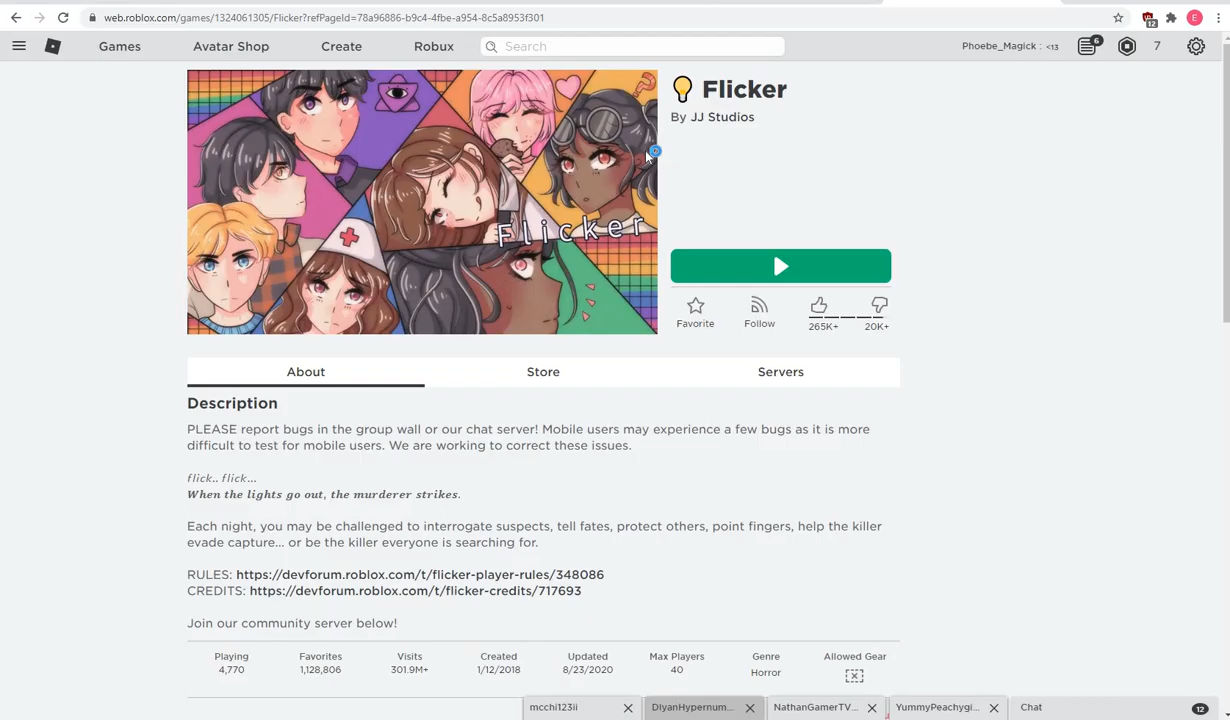 web.roblox.com/games/1324061305/Flicker?refPageId=78a96886-b9c4-4fbe-a954-8c5a8953f301
12
E
Games
Avatar Shop
Create
Robux
Search
Phoebe_Magick : <13
6
7
Flicker
Flicker
By JJ Studios
Favorite
Follow
265K+
20K+
About
Store
Servers
Description
PLEASE report bugs in the group wall or our chat server! Mobile users may experience a few bugs as it is more
difficult to test for mobile users. We are working to correct these issues.
flick.. flick...
When the lights go out, the murderer strikes.
Each night, you may be challenged to interrogate suspects, tell fates, protect others, point fingers, help the killer
evade capture... or be the killer everyone is searching for.
RULES: https://devforum.roblox.com/t/flicker-player-rules/348086
CREDITS: https://devforum.roblox.com/t/flicker-credits/717693
Join our community server below!
Playing
Favorites
Visits
Created
Updated
Max Players
Genre
Allowed Gear
4,770
1,128,806
301.9M+
1/12/2018
8/23/2020
40
Horror
mcchi123ii
DiyanHypernum...
NathanGamerTV...
YummyPeachygi...
Chat
12